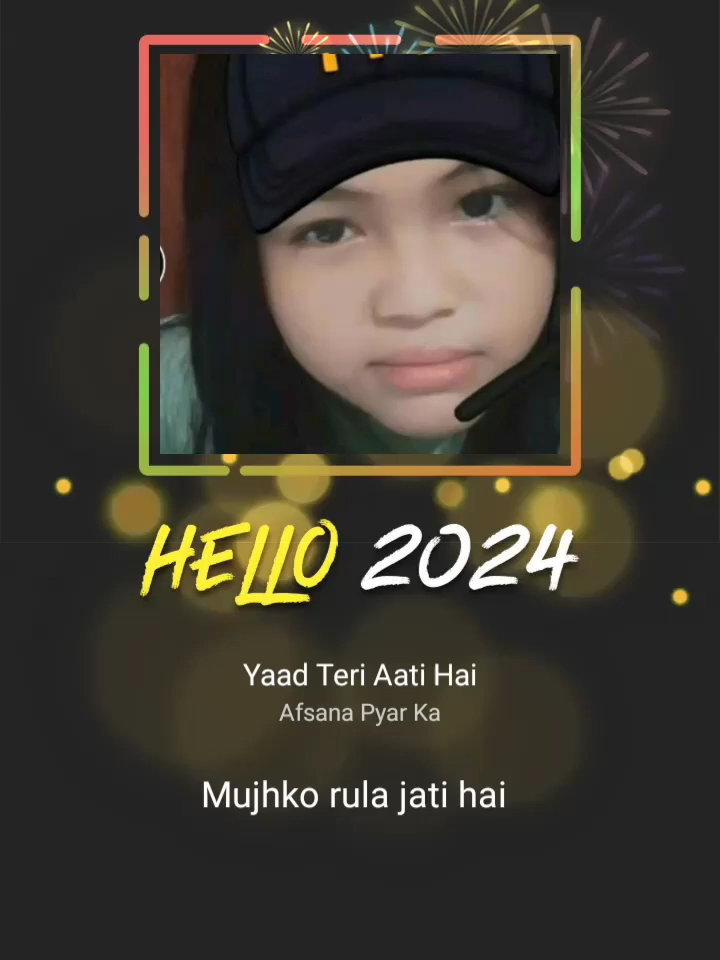 HELLO 2024
Yaad Teri Aati Hai
Afsana Pyar Ka
Mujhko rula jati hai